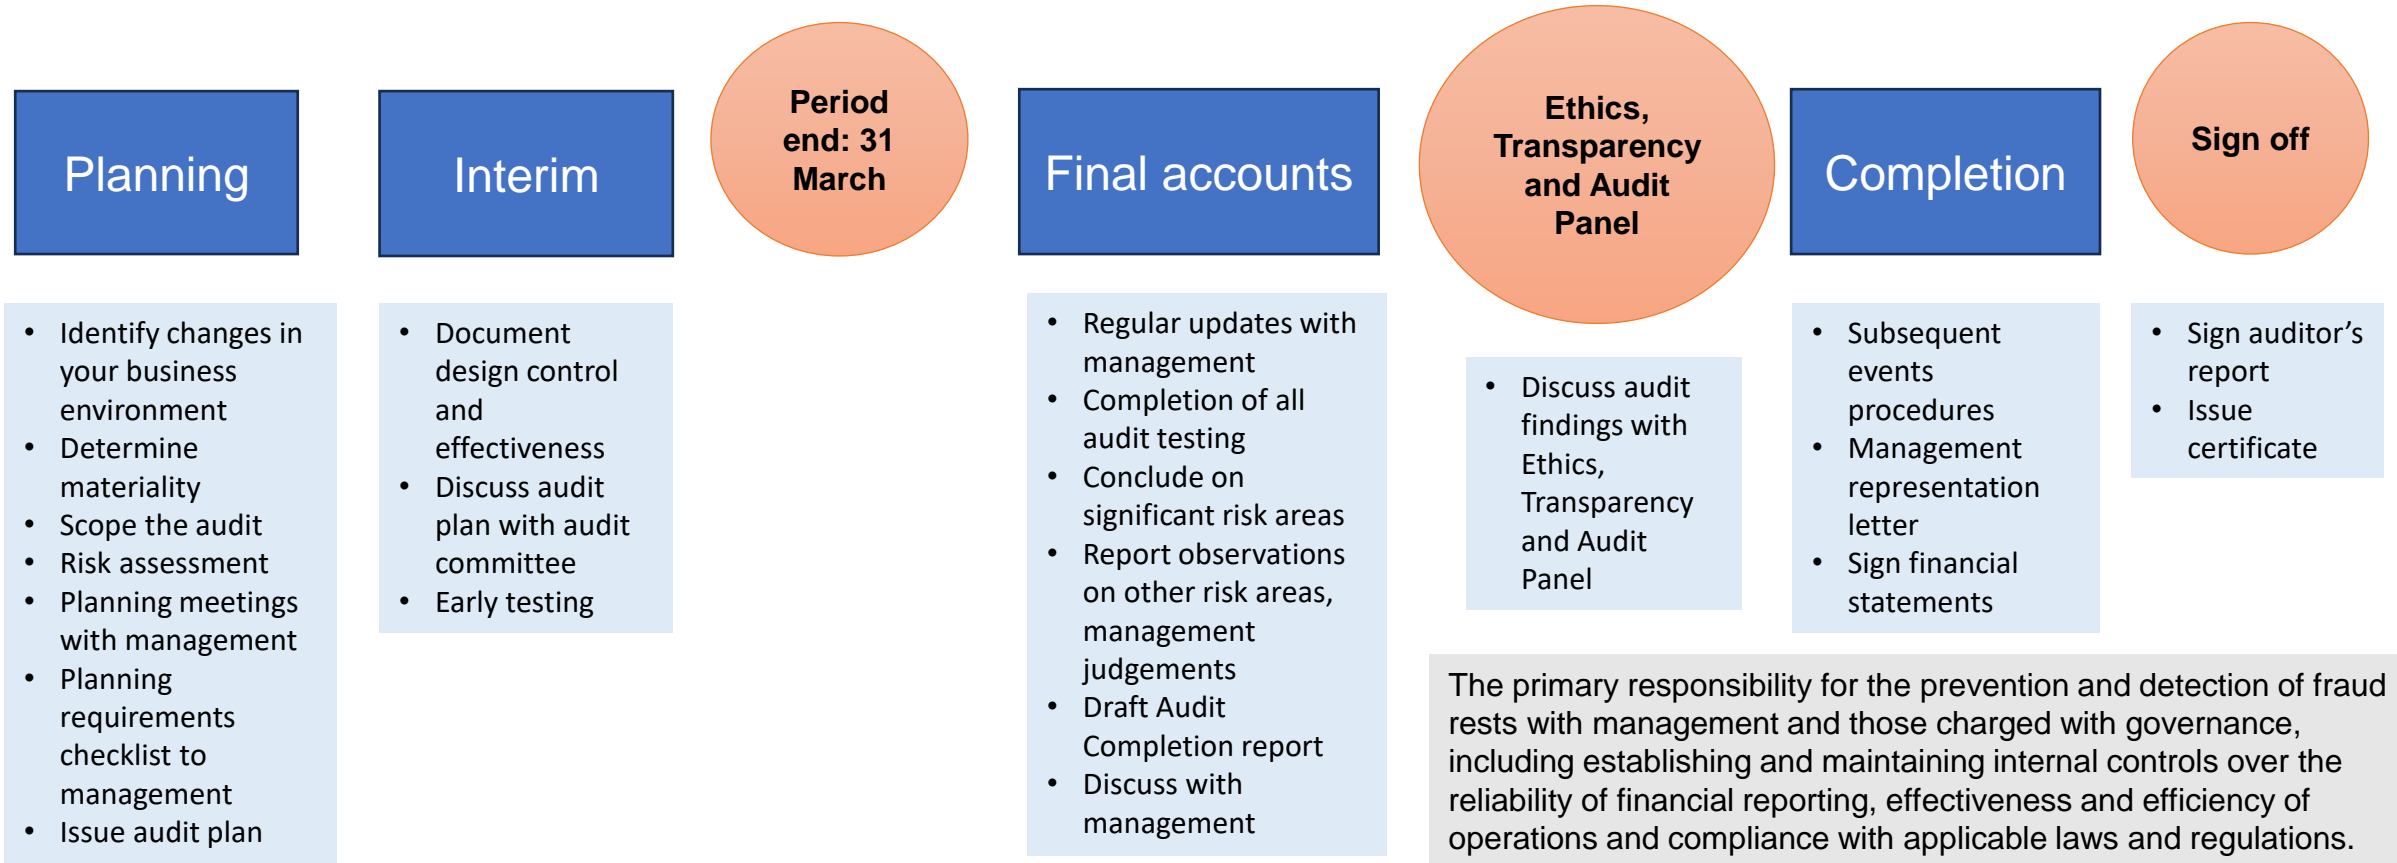 Planning
Interim
Period
end: 31
March
Final accounts
Ethics,
Transparency
and Audit
Panel
Completion
Sign off
• Identify changes in
your business
environment
• Determine
materiality
• Scope the audit
• Risk assessment
• Planning meetings
with management
• Planning
requirements
checklist to
management
• Issue audit plan
• Document
design control
and
effectiveness
• Discuss audit
plan with audit
committee
• Early testing
• Regular updates with
management
• Completion of all
audit testing
• Conclude on
significant risk areas
• Report observations
on other risk areas,
management
judgements
• Draft Audit
Completion report
• Discuss with
management
• Discuss audit
findings with
Ethics,
Transparency
and Audit
Panel
• Subsequent
events
procedures
• Management
representation
letter
• Sign financial
statements
• Sign auditor’s
report
• Issue
certificate
The primary responsibility for the prevention and detection of fraud
rests with management and those charged with governance,
including establishing and maintaining internal controls over the
reliability of financial reporting, effectiveness and efficiency of
operations and compliance with applicable laws and regulations.